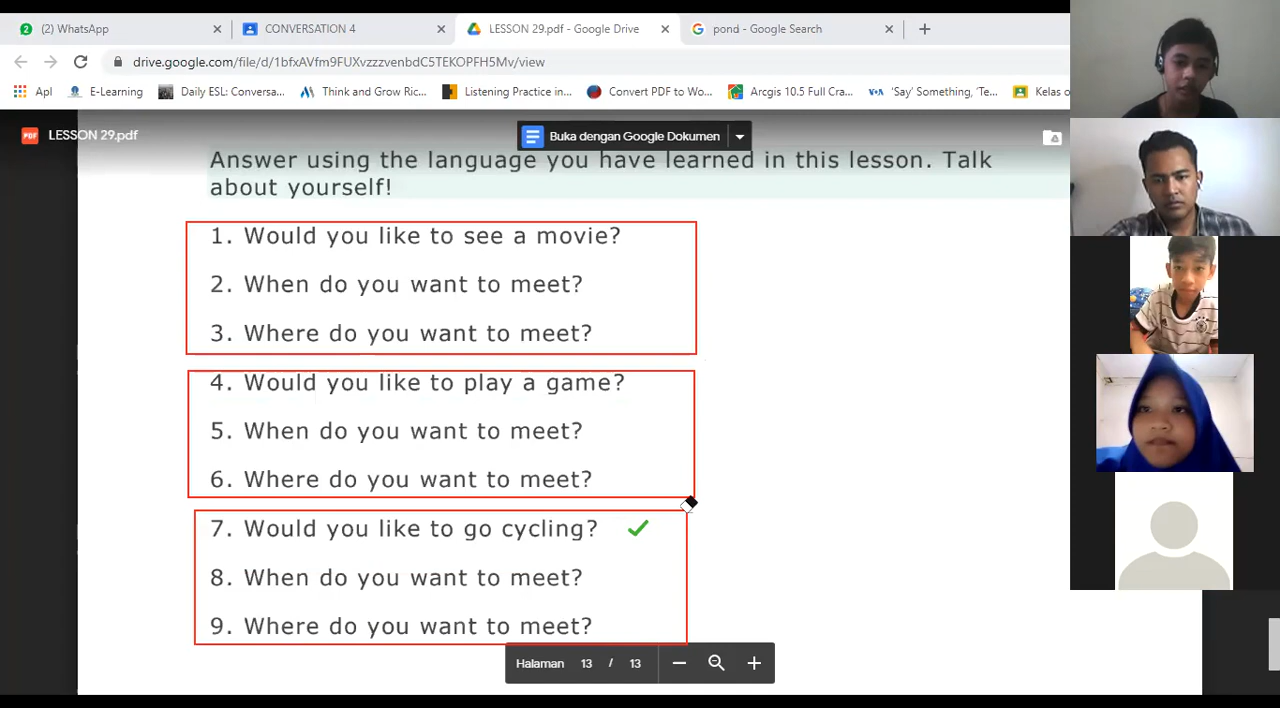 2 (2) WhatsApp
CONVERSATION 4
LESSON 29.pdf - Google Drive
G pond - Google Search
drive.google.com/file/d/1bfxAVfm9FUXvzzzvenbdC5TEKOPFH5Mv/view
Apl
E-Learning
Daily ESL: Conversa...
Think and Grow Ric...
Listening Practice in...
Convert PDF to Wo...
Arcgis 10.5 Full Cra...
VOA 'Say' Something, 'Te...
Kelas o
PDF LESSON 29.pdf
Buka dengan Google Dokumen
Answer using the language you have learned in this lesson. Talk
about yourself!
1. Would you like to see a movie?
2. When do you want to meet?
3. Where do you want to meet?
4. Would you like to play a game?
5. When do you want to meet?
6. Where do you want to meet?
7. Would you like to go cycling?
8. When do you want to meet?
9. Where do you want to meet?
Halaman 13 / 13